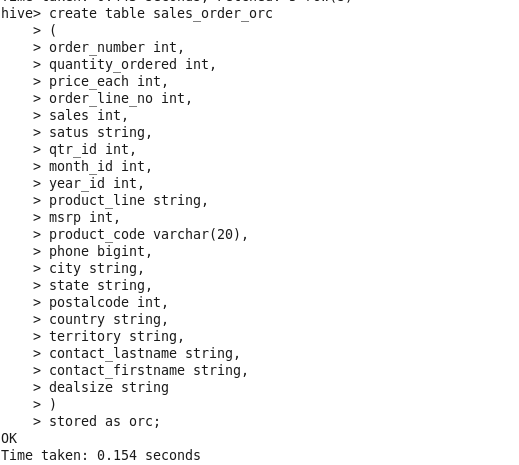 hive> create table sales_order_orc
> (
> order_number int,
> quantity_ordered int,
> price_each int,
> order_line_no int,
> sales int,
> satus string,
> qtr_id int,
> month_id int,
> year_id int,
> product_line string,
> msrp int,
> product_code varchar(20),
> phone bigint,
> city string,
> state string,
> postalcode int,
> country string,
> territory string,
> contact_lastname string,
> contact_firstname string,
> dealsize string
> )
> stored as orc;
OK
Time taken: 0.154 seconds